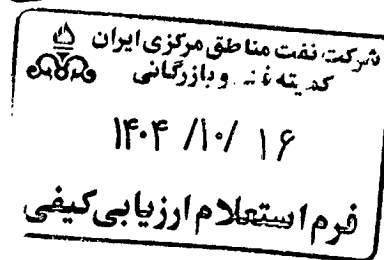 شرکت نفت مناطق مرکزی ایران
کمیته فنی و بازرگانی
۱۴۰۴ /۱۰/ ۱۶
فرم استعلام ارزیابی کیفی